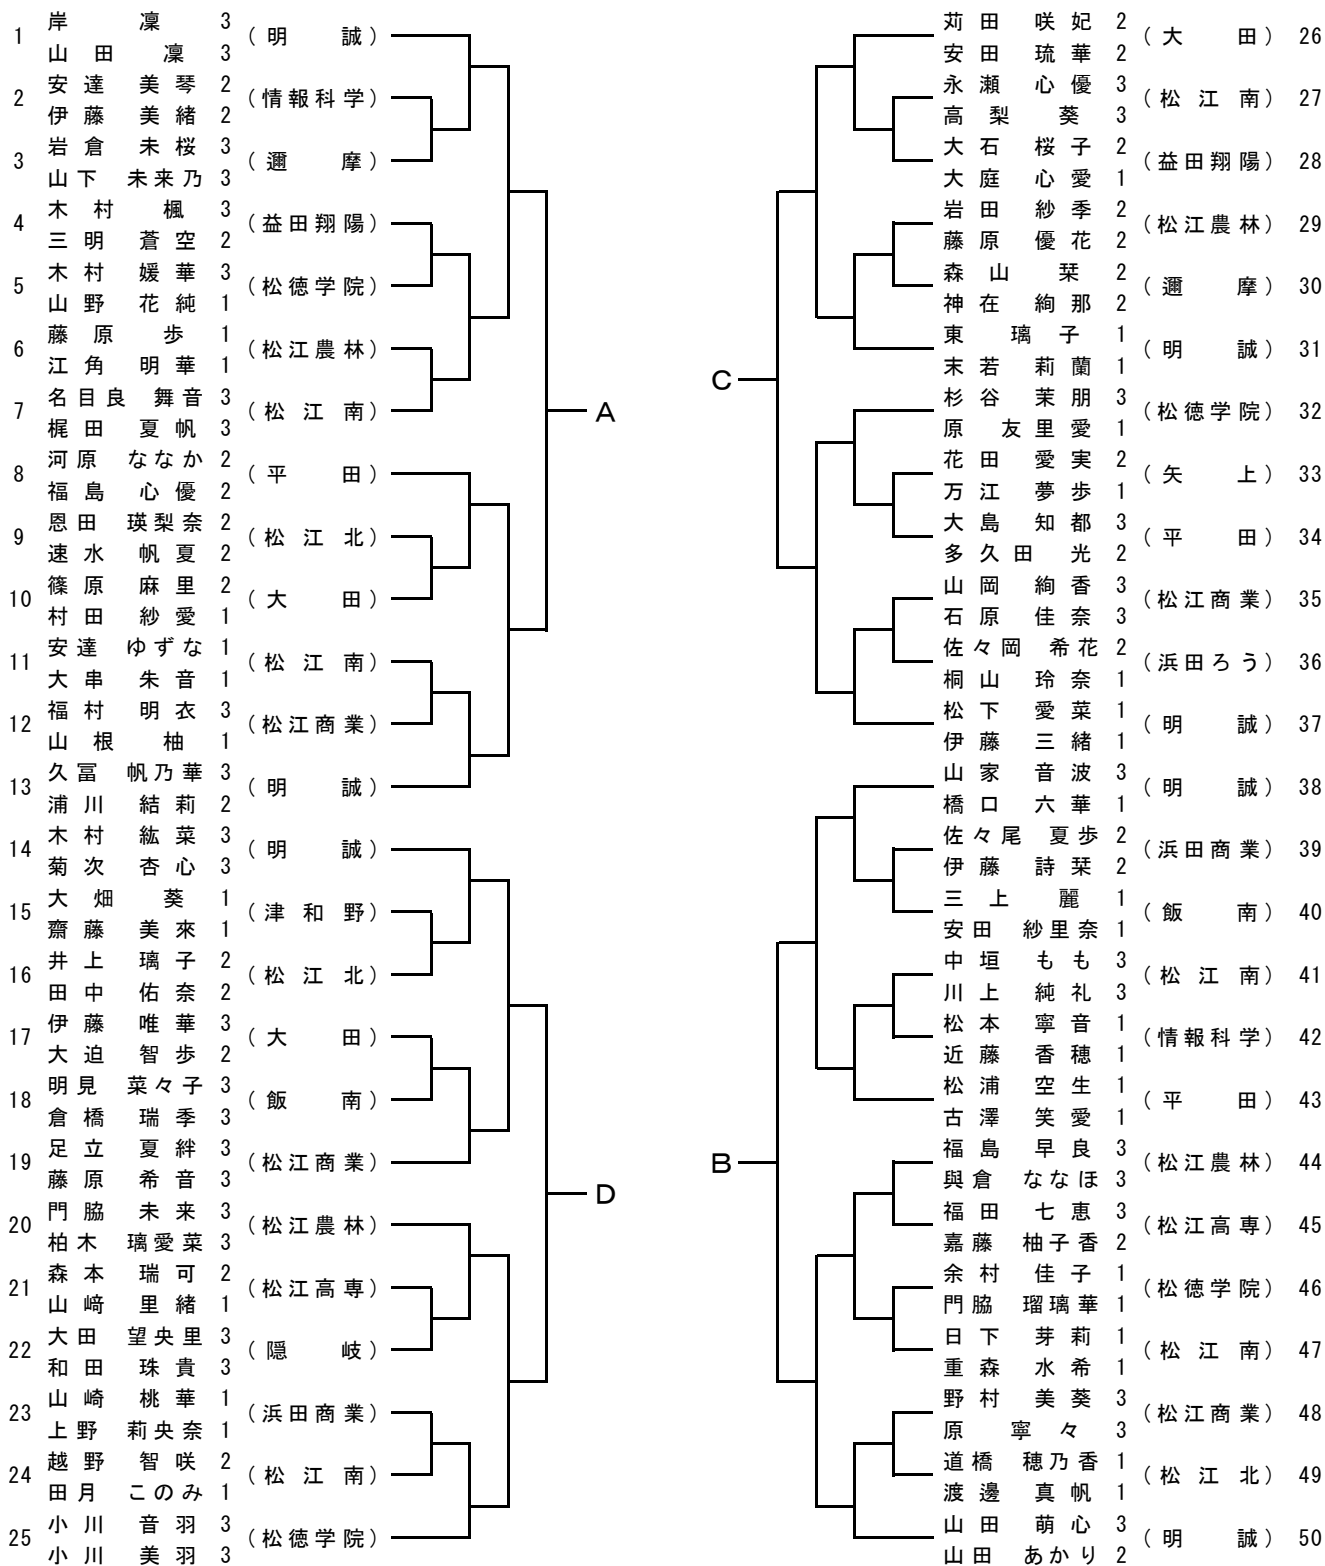 1 岸 凜 3 (明 誠)
山田 凜 3
2 安達 美琴 2 (情報科学)
伊藤 美緒 2
3 岩倉 未桜 3 (邇 摩)
山下 未来乃 3
4 木村 楓 3 (益田翔陽)
三明 蒼空 2
5 木村 媛華 3 (松徳学院)
山野 花純 1
6 藤原 歩 1 (松江農林)
江角 明華 1
7 名目良 舞音 3 (松江南)
梶田 夏帆 3
8 河原 ななか 2 (平 田)
福島 心優 2
9 恩田 瑛梨奈 2 (松江北)
速水 帆夏 2
10 篠原 麻里 2 (大 田)
村田 紗愛 1
11 安達 ゆずな 1 (松江南)
大串 朱音 1
12 福村 明衣 3 (松江商業)
山根 柚 1
13 久冨 帆乃華 3 (明 誠)
浦川 結莉 2
A
14 木村 紘菜 3 (明 誠)
菊次 杏心 3
15 大畑 葵 1 (津和野)
齋藤 美來 1
16 井上 璃子 2 (松江北)
田中 佑奈 2
17 伊藤 唯華 3 (大 田)
大迫 智歩 2
18 明見 菜々子 3 (飯 南)
倉橋 瑞季 3
19 足立 夏絆 3 (松江商業)
藤原 希音 3
20 門脇 未来 3 (松江農林)
柏木 璃愛菜 3
21 森本 瑞可 2 (松江高専)
山﨑 里緒 1
22 大田 望央里 3 (隠 岐)
和田 珠貴 3
23 山崎 桃華 1 (浜田商業)
上野 莉央奈 1
24 越野 智咲 2 (松江南)
田月 このみ 1
25 小川 音羽 3 (松徳学院)
小川 美羽 3
D
苅田 咲妃 2 (大 田) 26
安田 琉華 2
永瀬 心優 3 (松江南) 27
高梨 葵 3
大石 桜子 2 (益田翔陽) 28
大庭 心愛 1
岩田 紗季 2 (松江農林) 29
藤原 優花 2
森山 栞 2 (邇 摩) 30
神在 絢那 2
東 璃子 1 (明 誠) 31
末若 莉蘭 1
杉谷 茉朋 3 (松徳学院) 32
原 友里愛 1
花田 愛実 2 (矢 上) 33
万江 夢歩 1
大島 知都 3 (平 田) 34
多久田 光 2
山岡 絢香 3 (松江商業) 35
石原 佳奈 3
佐々岡 希花 2 (浜田ろう) 36
桐山 玲奈 1
松下 愛菜 1 (明 誠) 37
伊藤 三緒 1
C
山家 音波 3 (明 誠) 38
橋口 六華 1
佐々尾 夏歩 2 (浜田商業) 39
伊藤 詩栞 2
三上 麗 1 (飯 南) 40
安田 紗里奈 1
中垣 もも 3 (松江南) 41
川上 純礼 3
松本 寧音 1 (情報科学) 42
近藤 香穂 1
松浦 空生 1 (平 田) 43
古澤 笑愛 1
福島 早良 3 (松江農林) 44
與倉 ななほ 3
福田 七恵 3 (松江高専) 45
嘉藤 柚子香 2
余村 佳子 1 (松徳学院) 46
門脇 瑠璃華 1
日下 芽莉 1 (松江南) 47
重森 水希 1
野村 美葵 3 (松江商業) 48
原 寧々 3
道橋 穂乃香 1 (松江北) 49
渡邊 真帆 1
山田 萌心 3 (明 誠) 50
山田 あかり 2
B